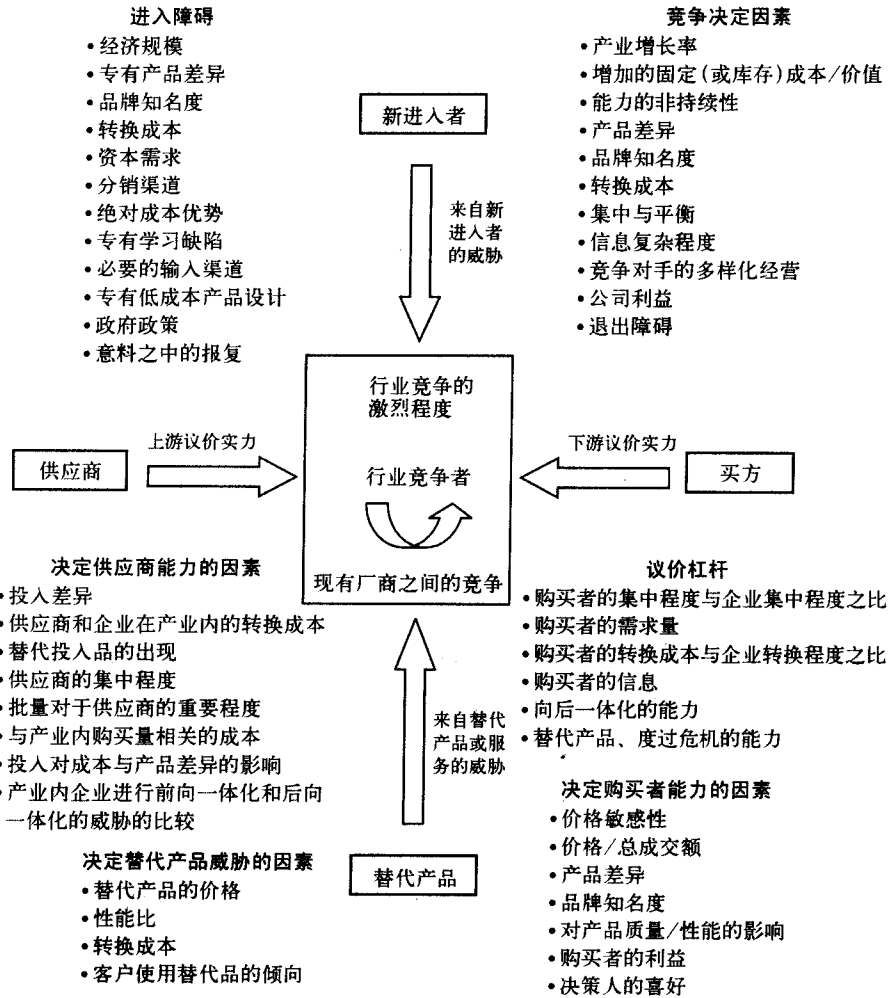 进入障碍
•经济规模
•专有产品差异
•品牌知名度
•转换成本
•资本需求
•分销渠道
•绝对成本优势
•专有学习缺陷
•必要的输入渠道
•专有低成本产品设计
•政府政策
•意料之中的报复
新进入者
来自新
进入者
的威胁
竞争决定因素
•产业增长率
•增加的固定(或库存)成本/价值
•能力的非持续性
•产品差异
•品牌知名度
•转换成本
•集中与平衡
•信息复杂程度
•竞争对手的多样化经营
•公司利益
•退出障碍
供应商
上游议价实力
行业竞争的
激烈程度
行业竞争者
现有厂商之间的竞争
下游议价实力
买方
决定供应商能力的因素
•投入差异
•供应商和企业在产业内的转换成本
•替代投入品的出现
•供应商的集中程度
•批量对于供应商的重要程度
•与产业内购买量相关的成本
•投入对成本与产品差异的影响
•产业内企业进行前向一体化和后向
一体化的威胁的比较
来自替代
产品或服
务的威胁
替代产品
议价杠杆
•购买者的集中程度与企业集中程度之比
•购买者的需求量
•购买者的转换成本与企业转换程度之比
•购买者的信息
•向后一体化的能力
•替代产品、度过危机的能力
决定替代产品威胁的因素
•替代产品的价格
•性能比
•转换成本
•客户使用替代品的倾向
决定购买者能力的因素
•价格敏感性
•价格/总成交额
•产品差异
•品牌知名度
•对产品质量/性能的影响
•购买者的利益
•决策人的喜好